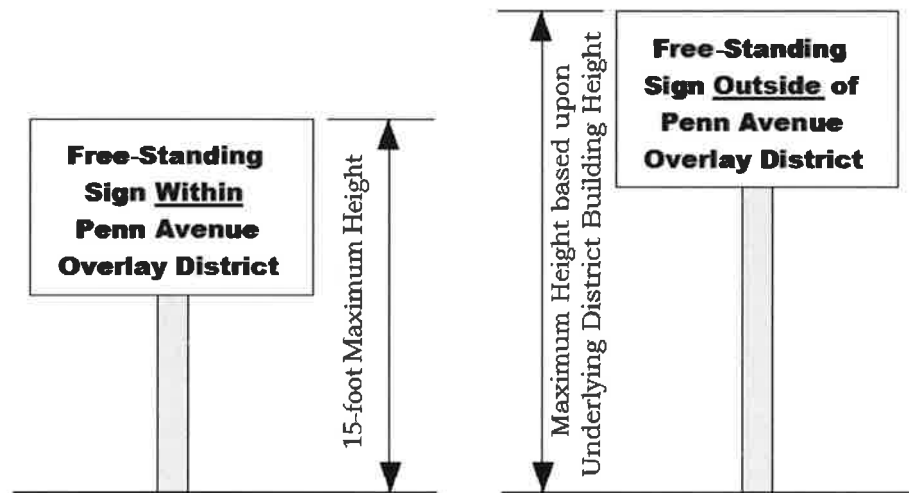 Free-Standing
Sign Within
Penn Avenue
Overlay District
15-foot Maximum Height
Maximum Height based upon
Underlying District Building Height
Free-Standing
Sign Outside of
Penn Avenue
Overlay District